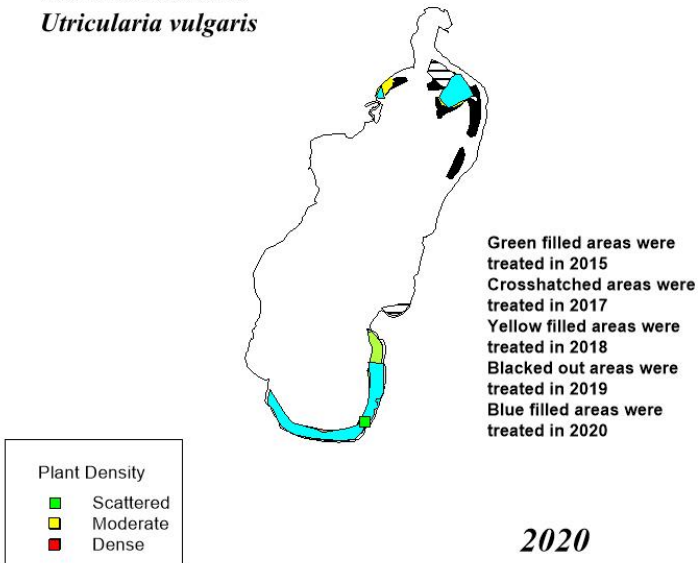 Utricularia vulgaris
Green filled areas were
treated in 2015
Crosshatched areas were
treated in 2017
Yellow filled areas were
treated in 2018
Blacked out areas were
treated in 2019
Blue filled areas were
treated in 2020
Plant Density
Scattered
Moderate
Dense
2020